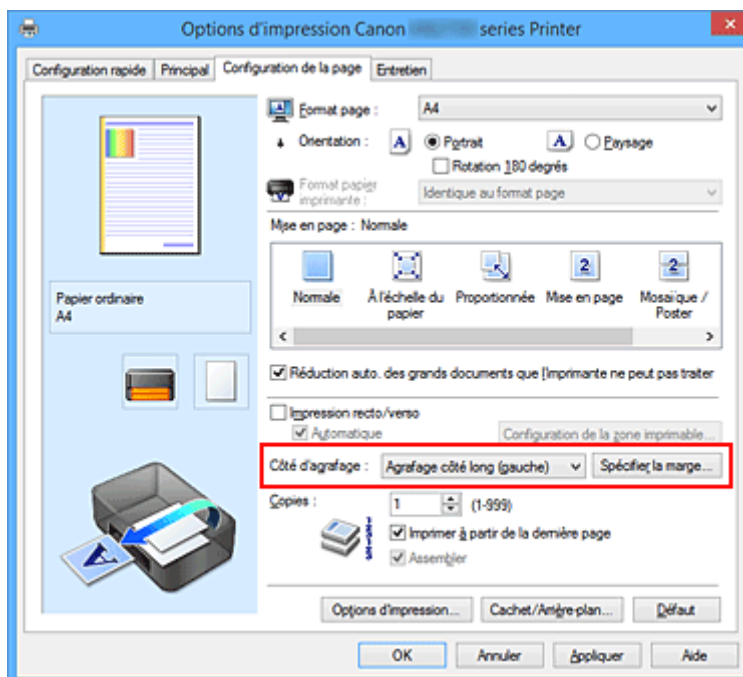 Options d'impression Canon series Printer
Configuration rapide Principal Configuration de la page Entretien
Format page : A4
Orientation : A Portrait A Paysage
Rotation 180 degrés
Format papier imprimante : Identique au format page
Mise en page : Normale
Normale À l'échelle du papier Proportionnée Mise en page Mosaïque / Poster
Papier ordinaire
A4
Réduction auto. des grands documents que l'imprimante ne peut pas traiter
Impression recto/verso
Automatique Configuration de la zone imprimable...
Côté d'agrafage : Agrafage côté long (gauche) Spécifier la marge...
Copies : 1 (1-999)
Imprimer à partir de la dernière page
Assembler
Options d'impression... Cachet/Arrière-plan... Défaut
OK Annuler Appliquer Aide